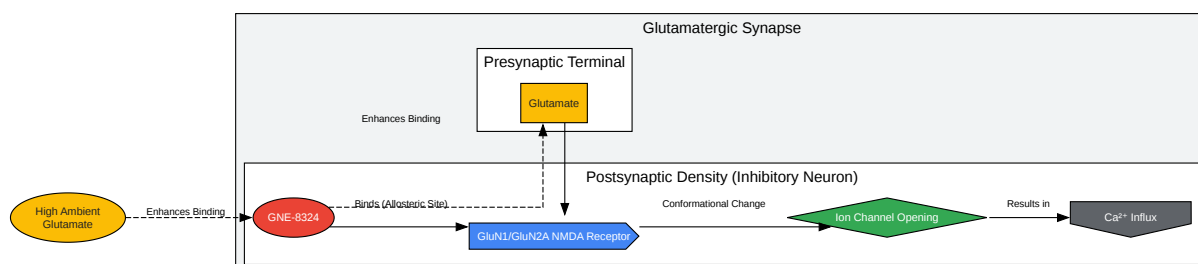 Glutamatergic Synapse
Presynaptic Terminal
Glutamate
Enhances Binding
Postsynaptic Density (Inhibitory Neuron)
High Ambient
Glutamate
Enhances Binding
GNE-8324
Binds (Allosteric Site)
GluN1/GluN2A NMDA Receptor
Conformational Change
Ion Channel Opening
Results in
Ca²⁺ Influx